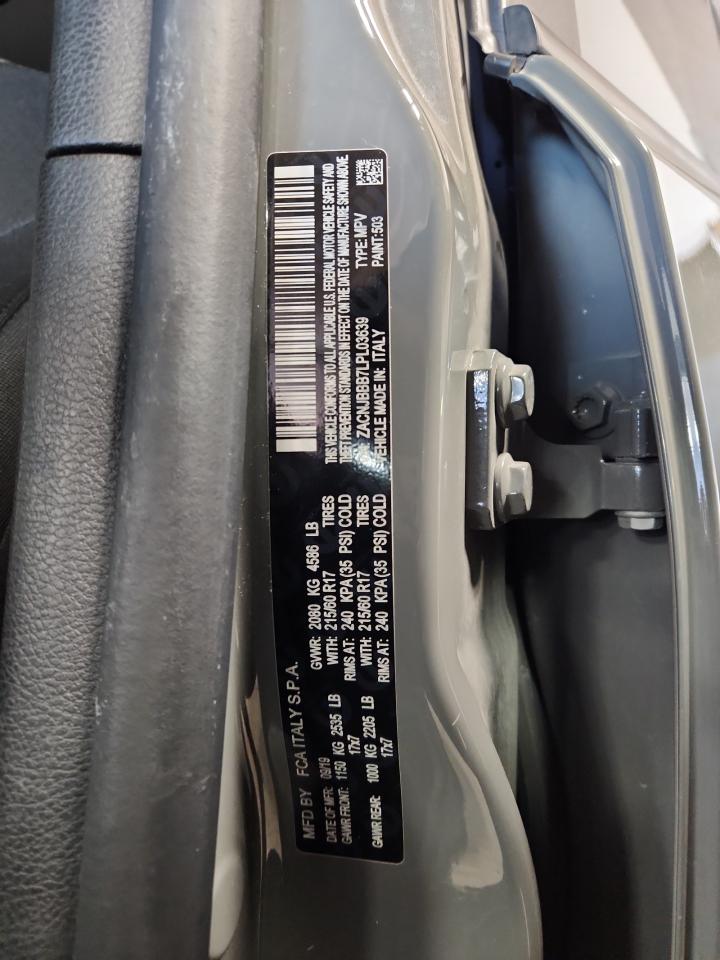 MFD BY FCA ITALY S.P.A.
DATE OF MFR: 09/19 GVWR: 2080 KG 4586 LB
GAWR FRONT: 1150 KG 2535 LB WITH: 215/60 R17 TIRES
17x7 RIMS AT: 240 KPA(35 PSI) COLD
GAWR REAR: 1000 KG 2205 LB WITH: 215/60 R17 TIRES
17x7 RIMS AT: 240 KPA(35 PSI) COLD
THIS VEHICLE CONFORMS TO ALL APPLICABLE U.S. FEDERAL MOTOR VEHICLE SAFETY AND
THEFT PREVENTION STANDARDS IN EFFECT ON THE DATE OF MANUFACTURE SHOWN ABOVE.
ZACNJBBB7LPL03639 TYPE: MPV
VEHICLE MADE IN: ITALY PAINT: 503